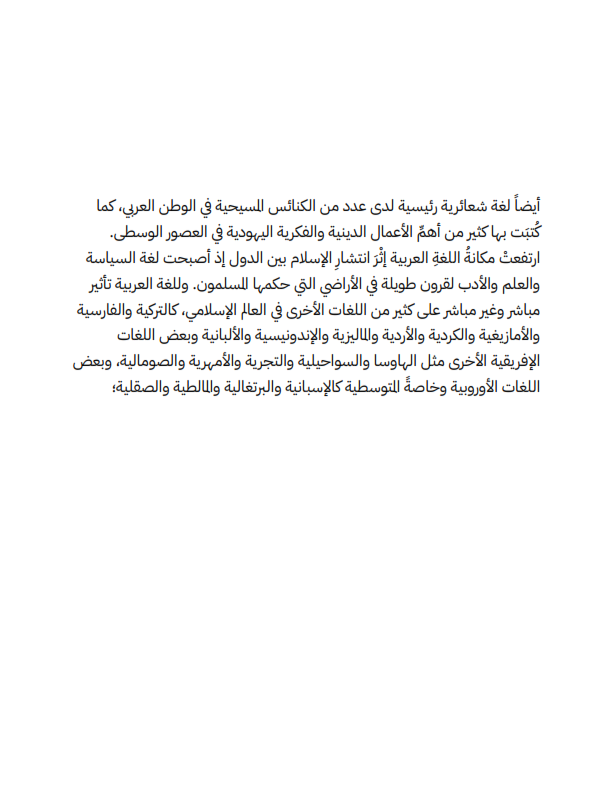 أيضاً لغة شعائرية رئيسية لدى عدد من الكنائس المسيحية في الوطن العربي، كما
كُتبَت بها كثير من أهمِّ الأعمال الدينية والفكرية اليهودية في العصور الوسطى.
ارتفعتْ مكانةُ اللغةِ العربية إثْرَ انتشارِ الإسلام بين الدول إذ أصبحت لغة السياسة
والعلم والأدب لقرون طويلة في الأراضي التي حكمها المسلمون. وللغة العربية تأثير
مباشر وغير مباشر على كثير من اللغات الأخرى في العالم الإسلامي، كالتركية والفارسية
والأمازيغية والكردية والأردية والماليزية والإندونيسية والألبانية وبعض اللغات
الإفريقية الأخرى مثل الهاوسا والسواحيلية والتجرية والأمهرية والصومالية، وبعض
اللغات الأوروبية وخاصةً المتوسطية كالإسبانية والبرتغالية والمالطية والصقلية؛